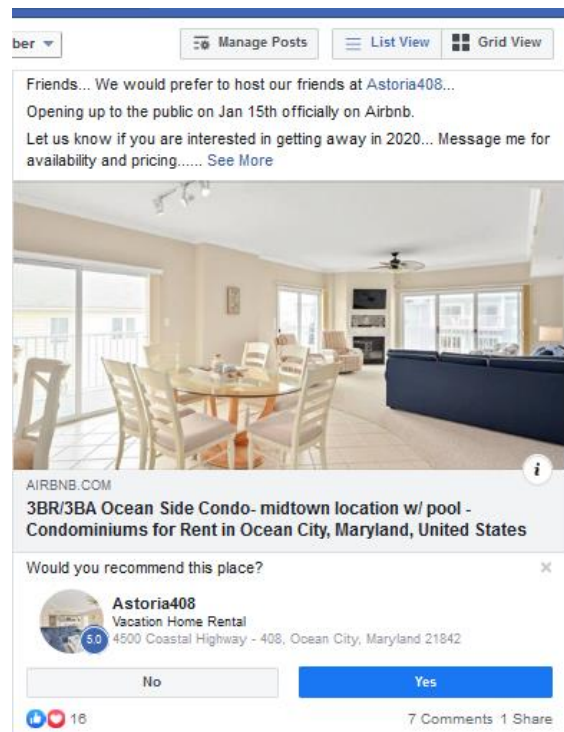 ber
Manage Posts
List View
Grid View
Friends... We would prefer to host our friends at Astoria408...
Opening up to the public on Jan 15th officially on Airbnb.
Let us know if you are interested in getting away in 2020... Message me for
availability and pricing...... See More
i
AIRBNB.COM
3BR/3BA Ocean Side Condo- midtown location w/ pool -
Condominiums for Rent in Ocean City, Maryland, United States
Would you recommend this place?
Astoria408
Vacation Home Rental
5.0
4500 Coastal Highway - 408, Ocean City, Maryland 21842
No
Yes
16
7 Comments 1 Share